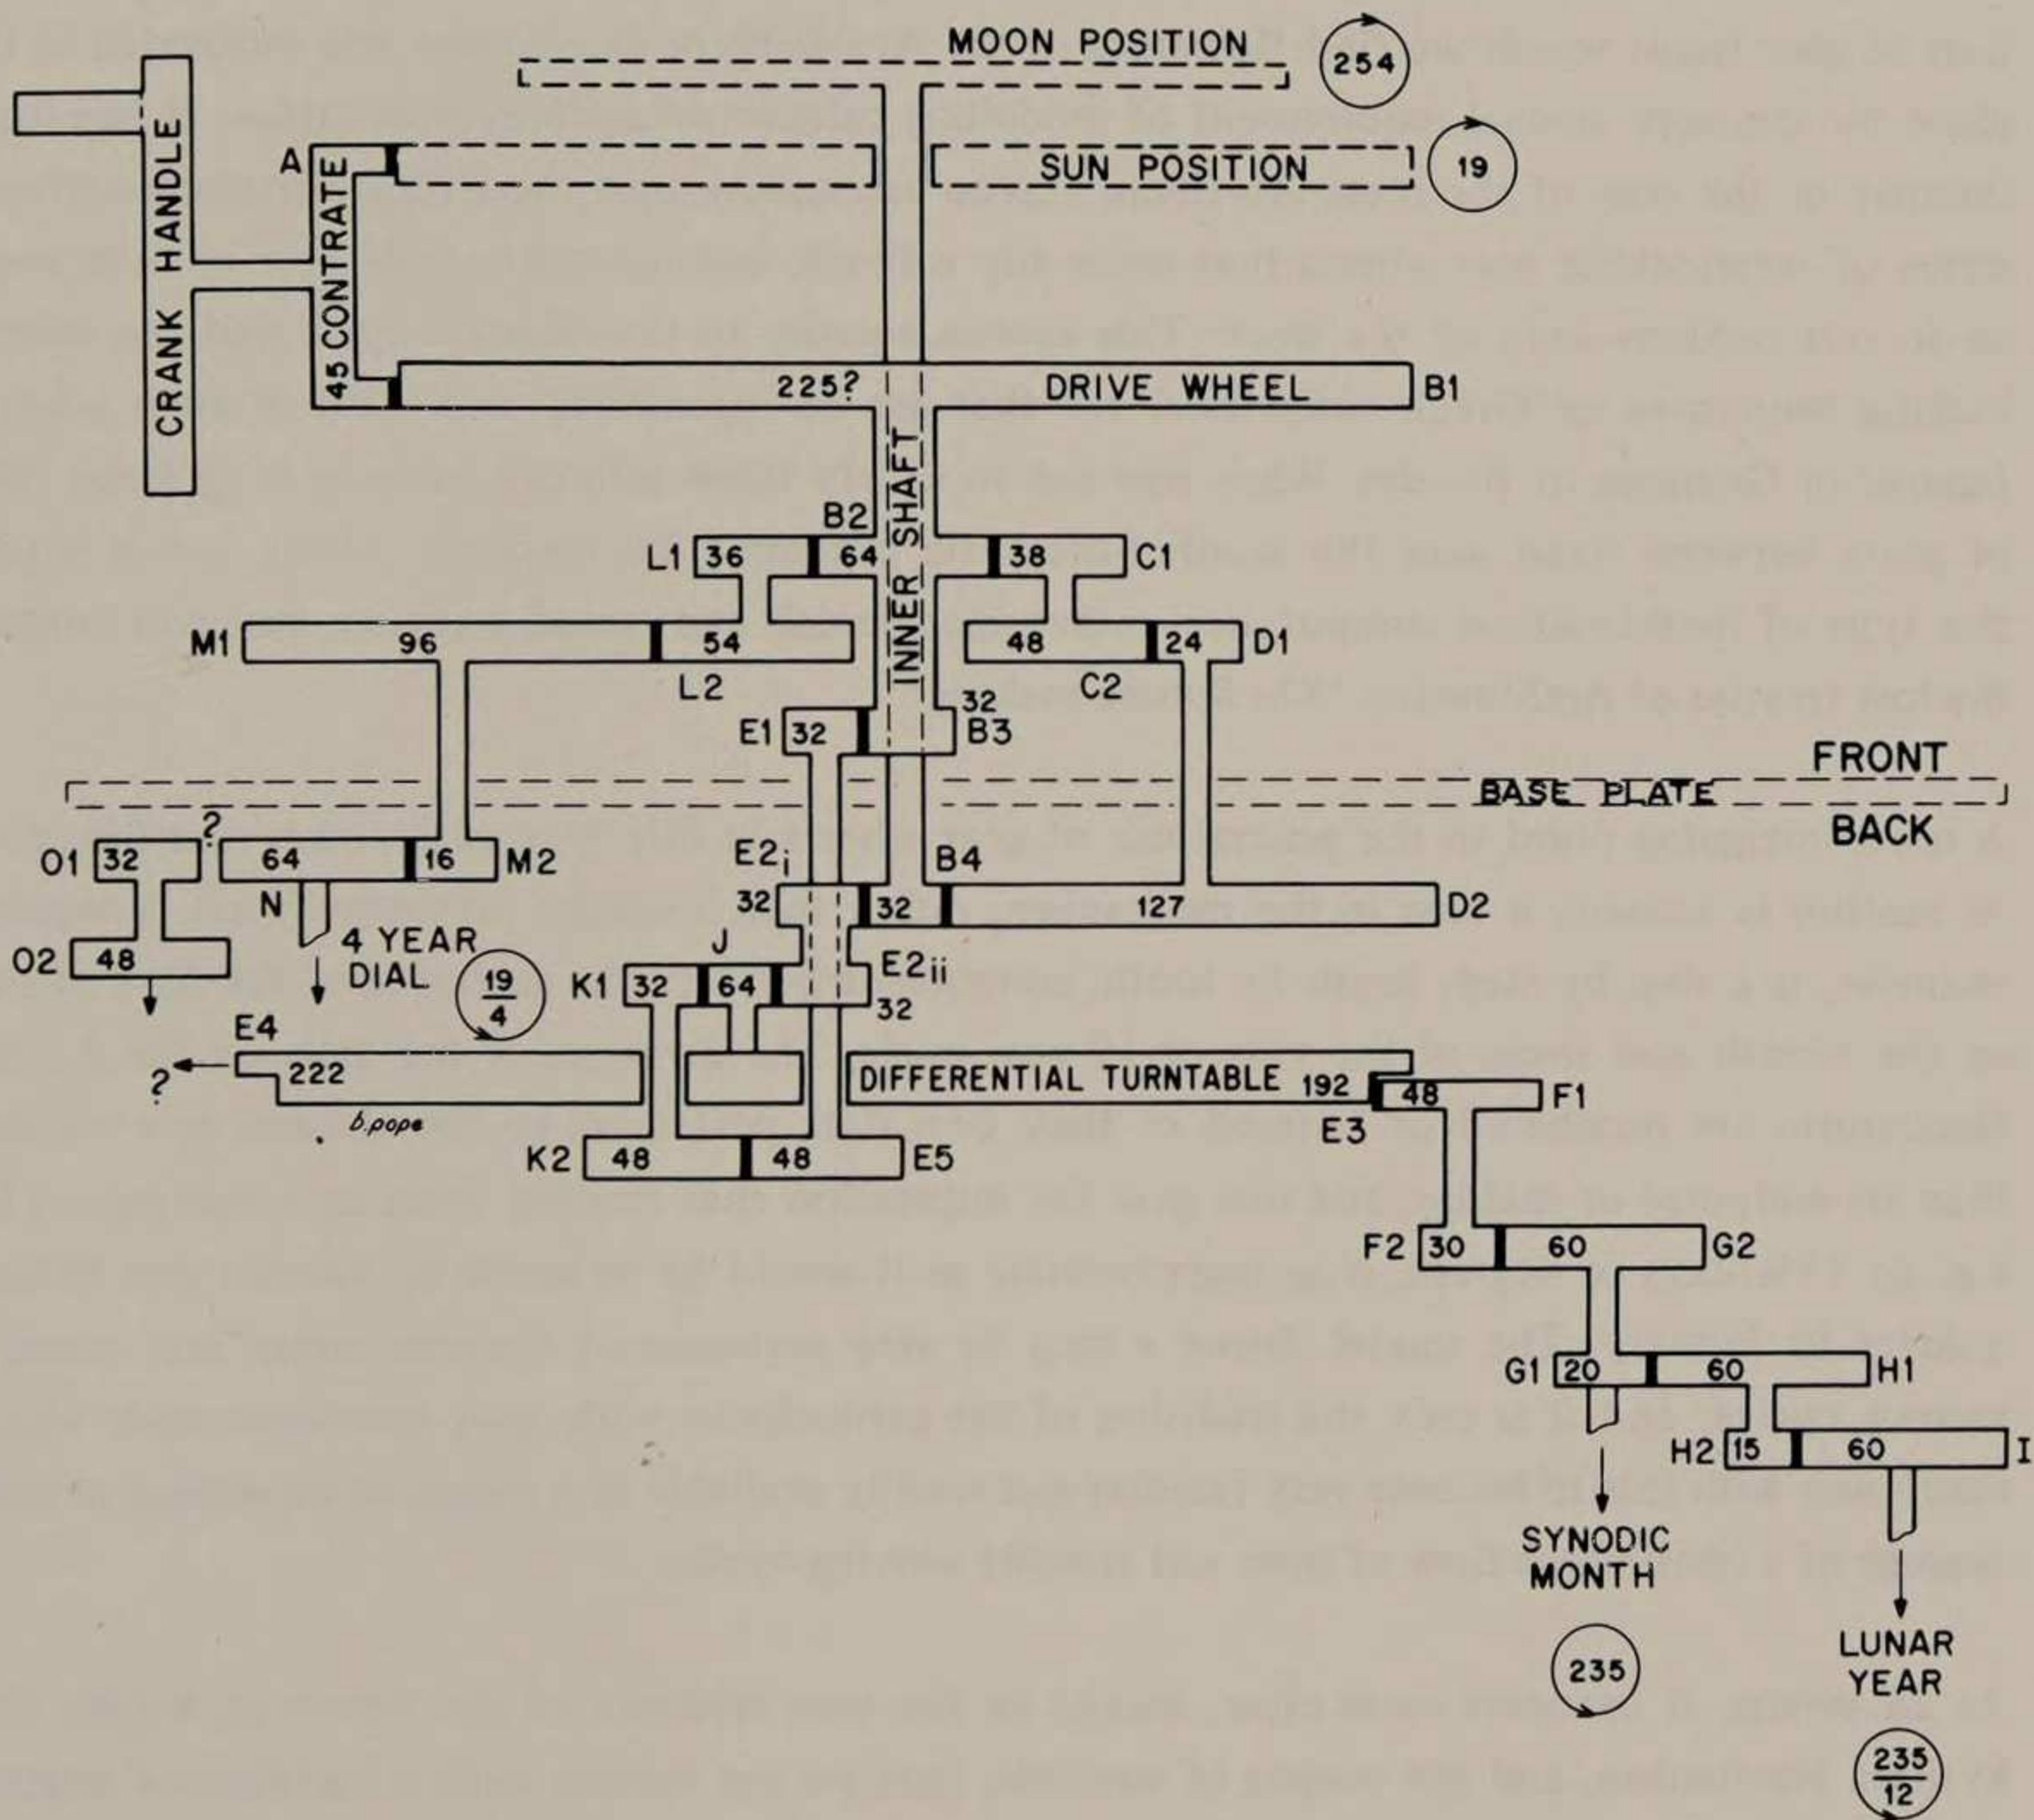 MOON POSITION
254
A
SUN POSITION
19
CRANK HANDLE
45 CONTRATE
225?
DRIVE WHEEL
B1
INNER SHAFT
B2
L1
36
64
38
C1
M1
96
54
48
24
D1
L2
C2
E1
32
32
B3
FRONT
BASE PLATE
BACK
?
O1
32
64
16
M2
E2i
B4
N
32
32
127
D2
O2
48
4 YEAR
DIAL
19
4
J
K1
32
64
E2ii
32
E4
?
222
DIFFERENTIAL TURNTABLE
192
48
F1
b.pope
E3
K2
48
48
E5
F2
30
60
G2
G1
20
60
H1
H2
15
60
I
SYNODIC
MONTH
235
LUNAR
YEAR
235
12